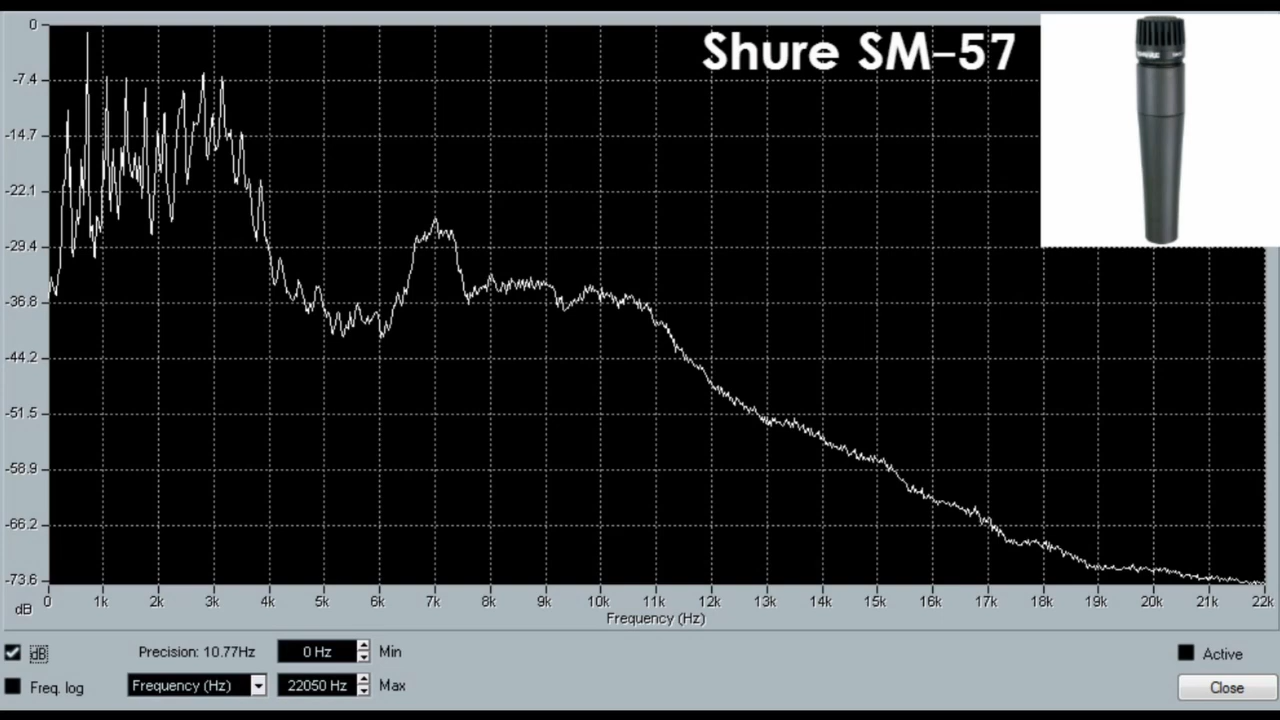 Shure SM–57
0
-7.4
-14.7
-22.1
-29.4
-36.8
-44.2
-51.5
-58.9
-66.2
-73.6
dB
0 1k 2k 3k 4k 5k 6k 7k 8k 9k 10k 11k 12k 13k 14k 15k 16k 17k 18k 19k 20k 21k 22k
Frequency (Hz)
dB Precision: 10.77Hz 0 Hz Min Active
Freq. log Frequency (Hz) 22050 Hz Max Close